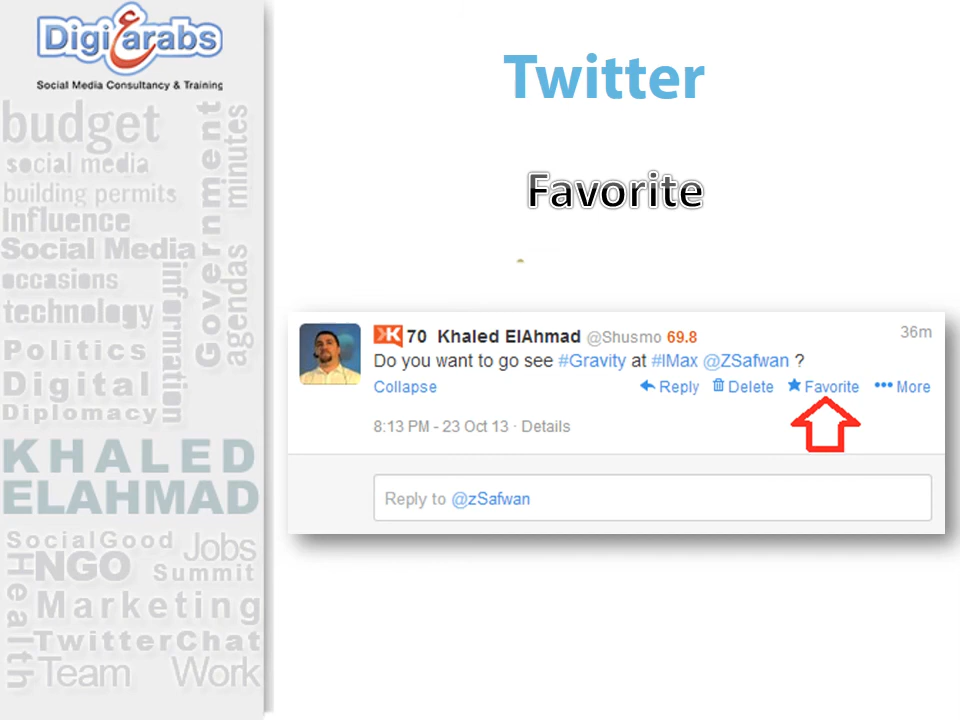 Digi عarabs
Social Media Consultancy & Training
budget
social media
building permits
Influence
Social Media
occasions
technology
Politics
Digital
Diplomacy
information
Government
minutes
agendas
KHALED
ELAHMAD
SocialGood
Jobs
NGO
Summit
Health
Marketing
TwitterChat
Team Work
Twitter
Favorite
K 70 Khaled ElAhmad @Shusmo 69.8 36m
Do you want to go see #Gravity at #IMax @ZSafwan ?
Collapse Reply Delete Favorite More
8:13 PM - 23 Oct 13 · Details
Reply to @zSafwan